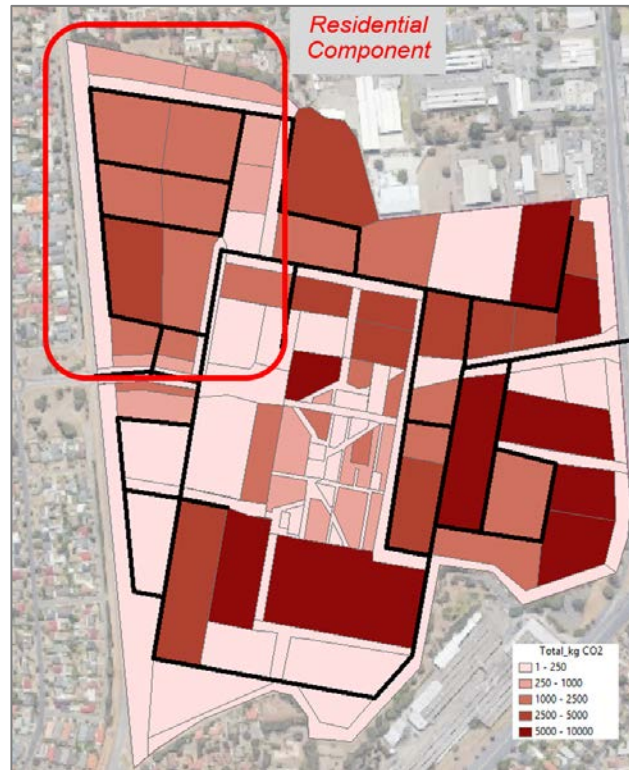 Residential
Component
Total_kg CO2
1 - 250
250 - 1000
1000 - 2500
2500 - 5000
5000 - 10000